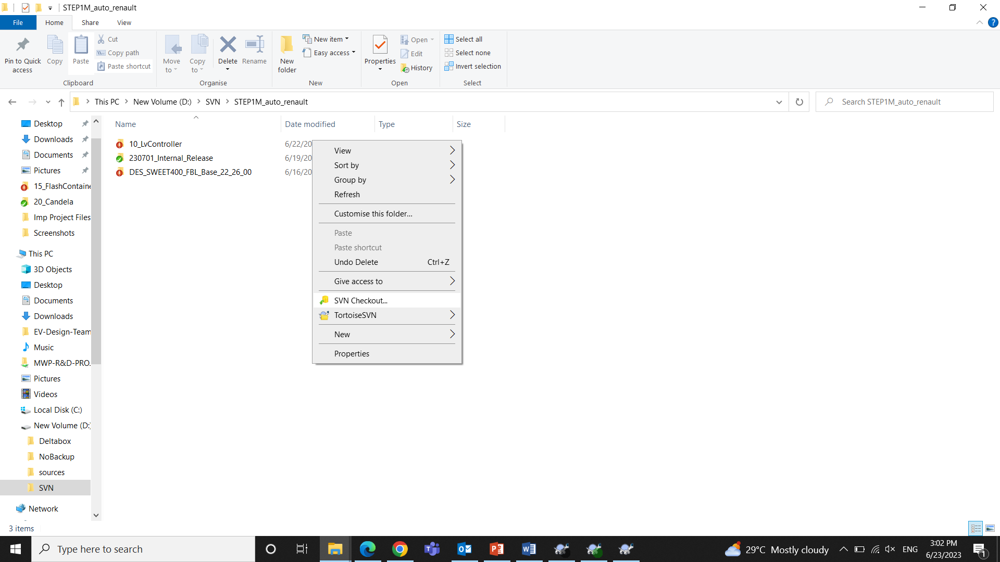 STEP1M_auto_renault
File Home Share View
Pin to Quick access
Copy
Paste
Cut
Copy path
Paste shortcut
Clipboard
Move to
Copy to
Delete
Rename
Organise
New folder
New item
Easy access
New
Properties
Open
Edit
History
Open
Select all
Select none
Invert selection
Select
This PC > New Volume (D:) > SVN > STEP1M_auto_renault
Search STEP1M_auto_renault
Desktop
Downloads
Documents
Pictures
15_FlashContaine
20_Candela
Imp Project Files
Screenshots
This PC
3D Objects
Desktop
Documents
Downloads
EV-Design-Team
Music
MWP-R&D-PRO.
Pictures
Videos
Local Disk (C:)
New Volume (D:)
Deltabox
NoBackup
sources
SVN
Network
Name Date modified Type Size
10_LvController 6/22/20
230701_Internal_Release 6/19/20
DES_SWEET400_FBL_Base_22_26_00 6/16/20
View
Sort by
Group by
Refresh
Customise this folder...
Paste
Paste shortcut
Undo Delete Ctrl+Z
Give access to
SVN Checkout...
TortoiseSVN
New
Properties
3 items
Type here to search
29°C Mostly cloudy
ENG
3:02 PM
6/23/2023
1